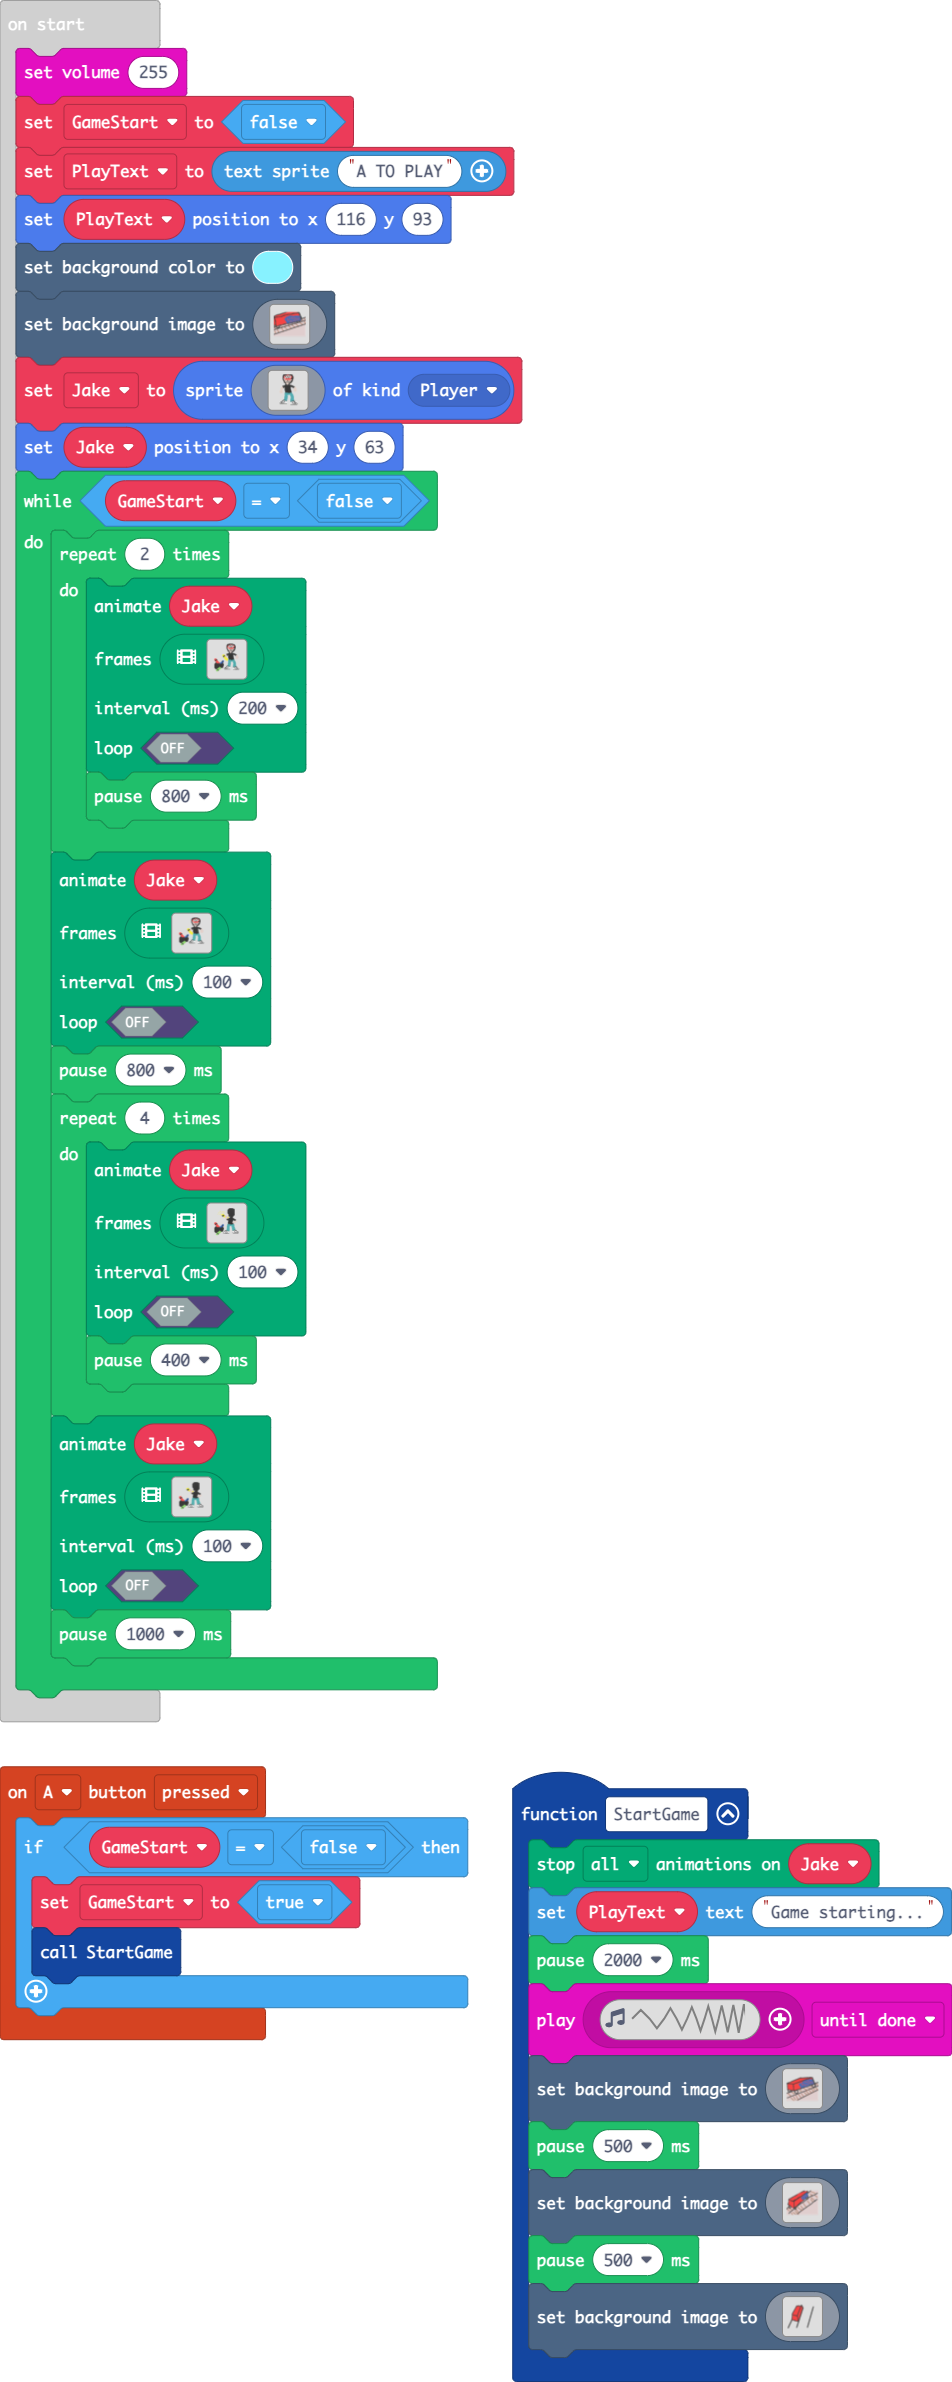 on start
set volume 255
set GameStart to false
set PlayText to text sprite "A TO PLAY"
set PlayText position to x 116 y 93
set background color to
set background image to
set Jake to sprite of kind Player
set Jake position to x 34 y 63
while GameStart = false
do
repeat 2 times
do
animate Jake
frames
interval (ms) 200
loop OFF
pause 800 ms
animate Jake
frames
interval (ms) 100
loop OFF
pause 800 ms
repeat 4 times
do
animate Jake
frames
interval (ms) 100
loop OFF
pause 400 ms
animate Jake
frames
interval (ms) 100
loop OFF
pause 1000 ms
on A button pressed
if GameStart = false then
set GameStart to true
call StartGame
function StartGame
stop all animations on Jake
set PlayText text "Game starting..."
pause 2000 ms
play until done
set background image to
pause 500 ms
set background image to
pause 500 ms
set background image to